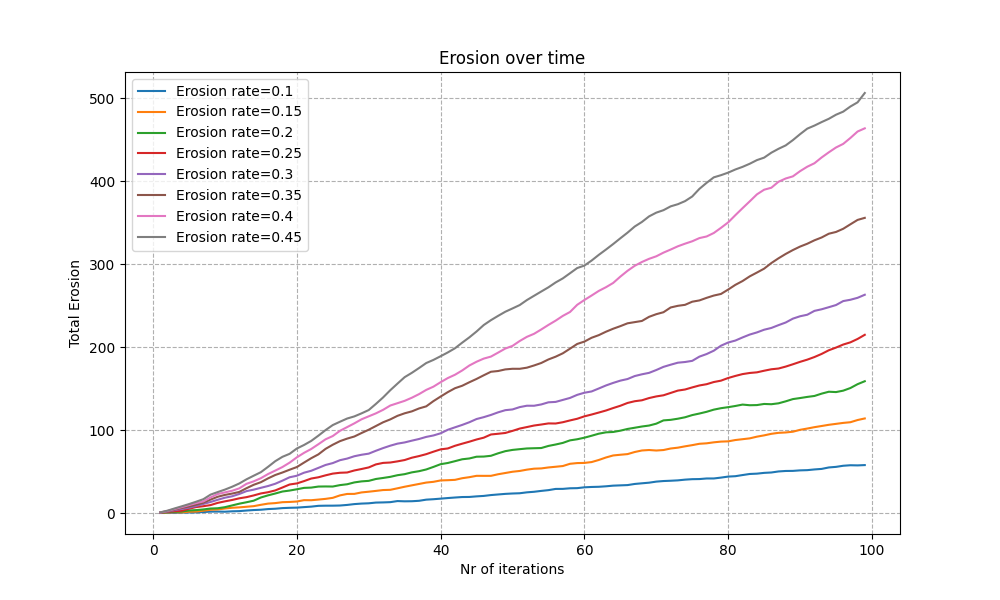 Erosion over time
Erosion rate=0.1
Erosion rate=0.15
Erosion rate=0.2
Erosion rate=0.25
Erosion rate=0.3
Erosion rate=0.35
Erosion rate=0.4
Erosion rate=0.45
Total Erosion
500
400
300
200
100
0
0 20 40 60 80 100
Nr of iterations